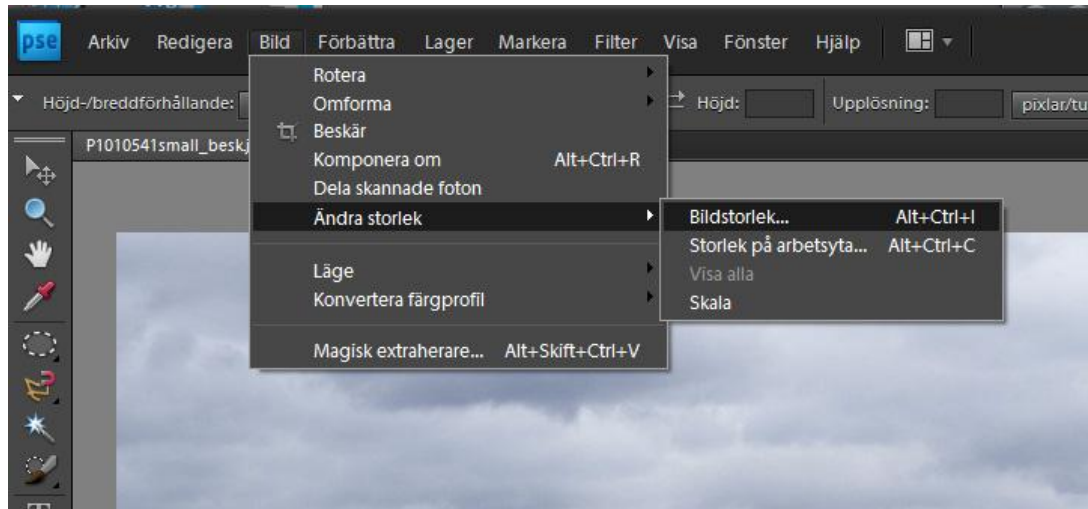 pse Arkiv Redigera Bild Förbättra Lager Markera Filter Visa Fönster Hjälp
Höjd-/breddförhållande: Höjd: Upplösning: pixlar/tu
P1010541small_besk.j
Rotera
Omforma
Beskär
Komponera om Alt+Ctrl+R
Dela skannade foton
Ändra storlek
Läge
Konvertera färgprofil
Magisk extraherare... Alt+Skift+Ctrl+V
Bildstorlek... Alt+Ctrl+I
Storlek på arbetsyta... Alt+Ctrl+C
Visa alla
Skala